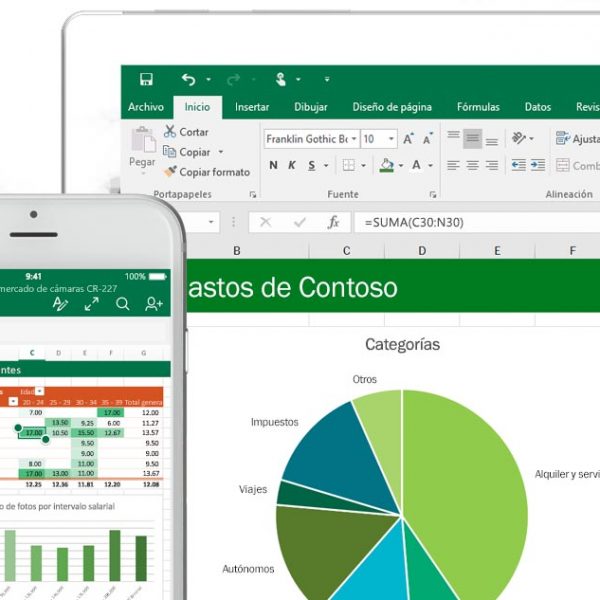 Archivo Inicio Insertar Dibujar Diseño de página Fórmulas Datos Revis
Pegar
Cortar
Copiar
Copiar formato
Franklin Gothic B 10 A A
N K S A
Ajusta
Comb
Portapapeles Fuente Alineación
fx =SUMA(C30:N30)
B C D E F
astos de Contoso
Categorías
Otros
Impuestos
Viajes
Autónomos
Alquiler y servi
9:41 100%
mercado de cámaras CR-227
C D E F G
ntes
Edad
20 - 24 25 - 29 30 - 34 35 - 39 Total genera
7.00 17.00 12.00
13.50 9.25 6.00 11.27
17.00 10.50 15.50 12.67 13.57
9.50 9.50
9.00 9.00
8.00 11.00 9.50
17.00 13.00 11.00 13.67
12.25 12.36 11.81 12.20 12.08
o de fotos por intervalo salarial